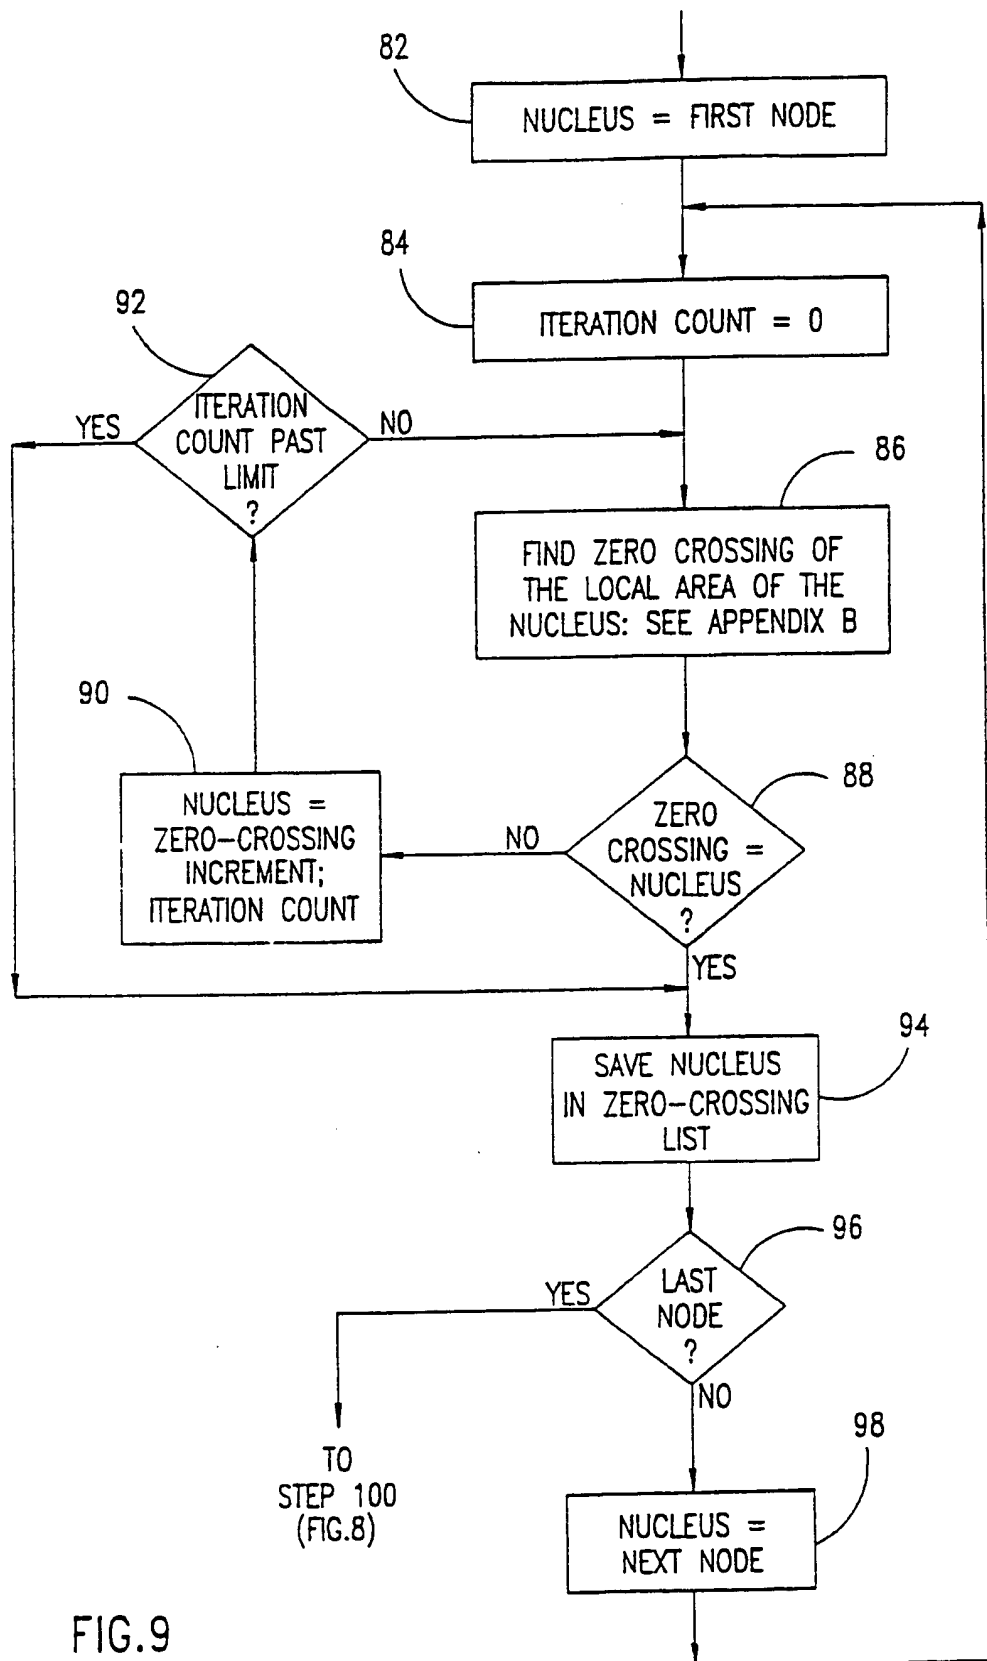 82
NUCLEUS = FIRST NODE
84
ITERATION COUNT = 0
92
ITERATION
COUNT PAST
LIMIT
?
YES
NO
86
FIND ZERO CROSSING OF
THE LOCAL AREA OF THE
NUCLEUS: SEE APPENDIX B
90
NUCLEUS =
ZERO-CROSSING
INCREMENT;
ITERATION COUNT
88
ZERO
CROSSING =
NUCLEUS
?
NO
YES
94
SAVE NUCLEUS
IN ZERO-CROSSING
LIST
96
LAST
NODE
?
YES
NO
TO
STEP 100
(FIG.8)
98
NUCLEUS =
NEXT NODE
FIG.9